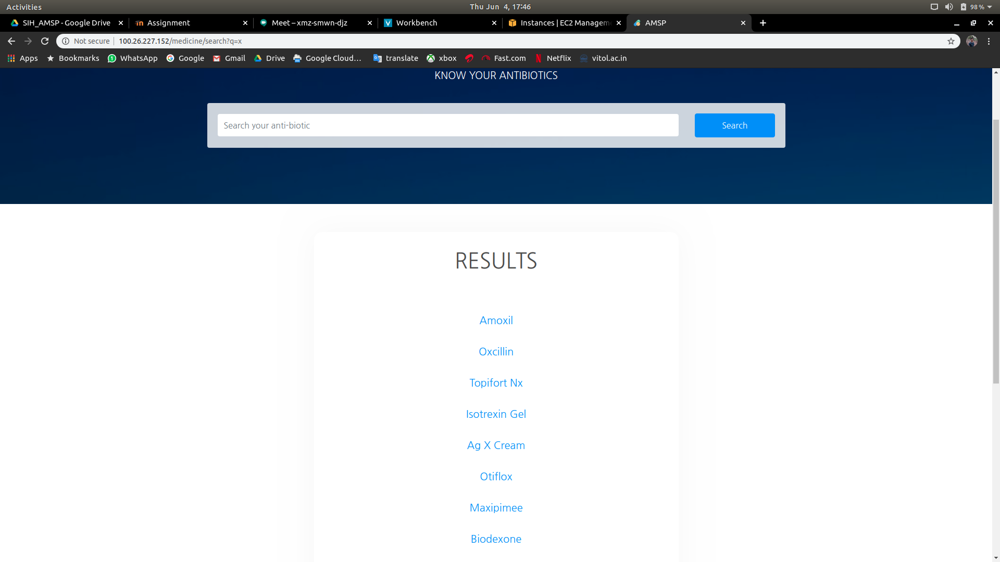 Activities
Thu Jun 4, 17:46
98%
SIH_AMSP - Google Drive
Assignment
Meet – xmz-smwn-djz
Workbench
Instances | EC2 Managem
AMSP
Not secure
100.26.227.152/medicine/search?q=x
Apps
Bookmarks
WhatsApp
Google
Gmail
Drive
Google Cloud...
translate
xbox
Fast.com
Netflix
vitol.ac.in
KNOW YOUR ANTIBIOTICS
Search your anti-biotic
Search
RESULTS
Amoxil
Oxcillin
Topifort Nx
Isotrexin Gel
Ag X Cream
Otiflox
Maxipimee
Biodexone